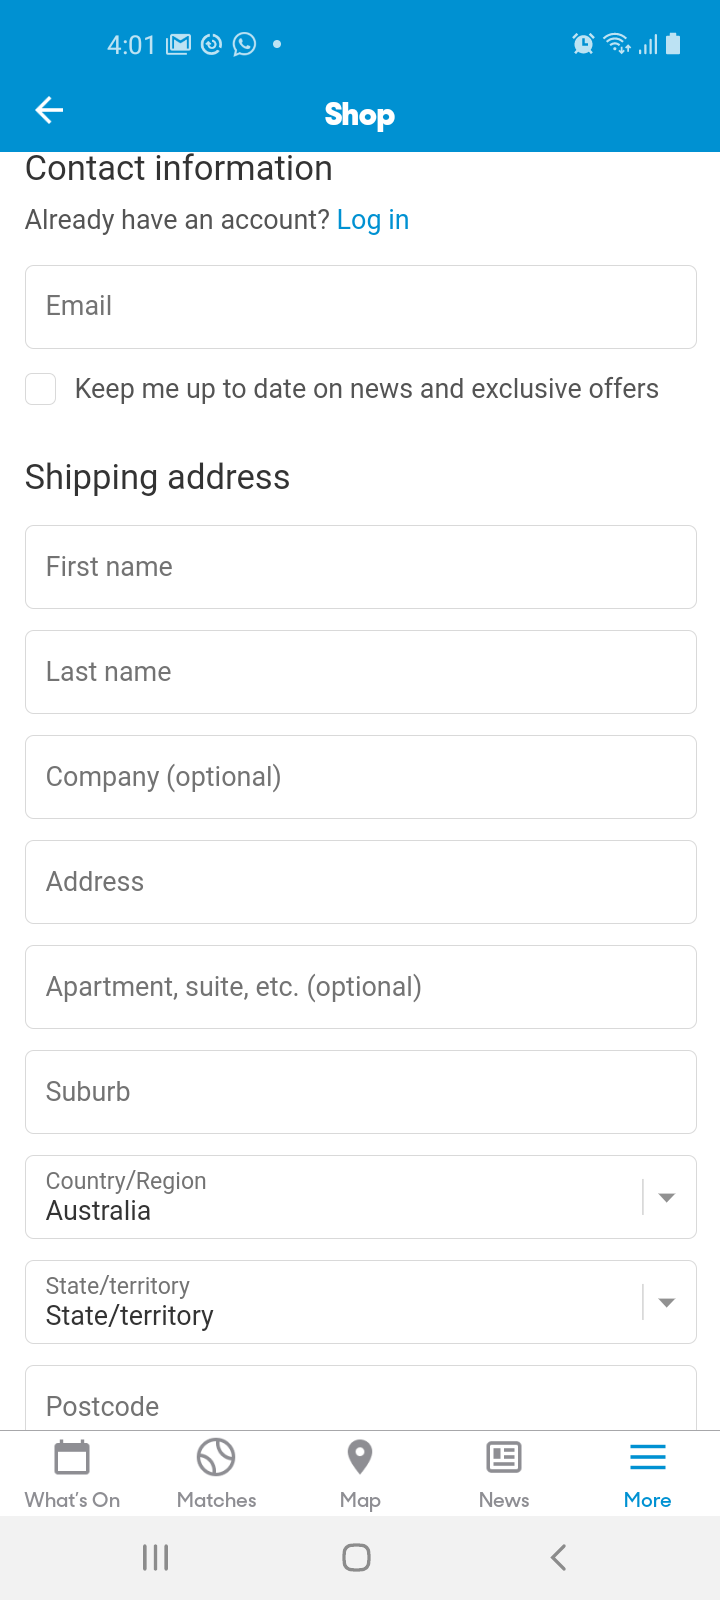 4:01
Shop
Contact information
Already have an account? Log in
Email
Keep me up to date on news and exclusive offers
Shipping address
First name
Last name
Company (optional)
Address
Apartment, suite, etc. (optional)
Suburb
Country/Region
Australia
State/territory
State/territory
Postcode
What's On Matches Map News More